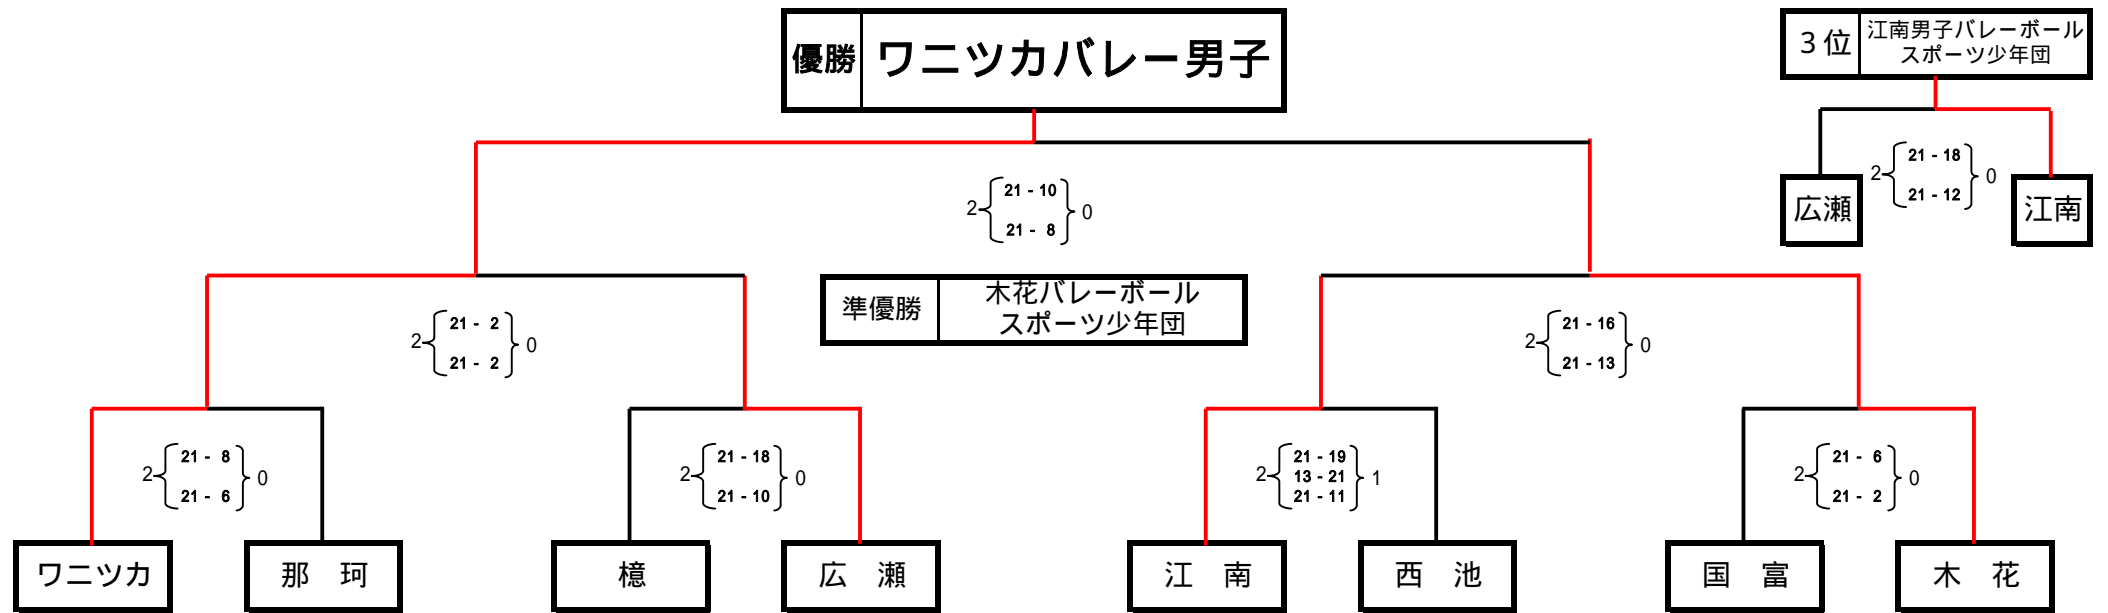 優勝 ワニツカバレー男子
3位 江南男子バレーボール
スポーツ少年団
21 - 18
2 0
21 - 12
広瀬 江南
21 - 10
2 0
21 - 8
準優勝 木花バレーボール
スポーツ少年団
21 - 2
2 0
21 - 2
21 - 16
2 0
21 - 13
21 - 8
2 0
21 - 6
21 - 18
2 0
21 - 10
21 - 19
2 13 - 21 1
21 - 11
21 - 6
2 0
21 - 2
ワニツカ 那 珂 檍 広 瀬 江 南 西 池 国 富 木 花